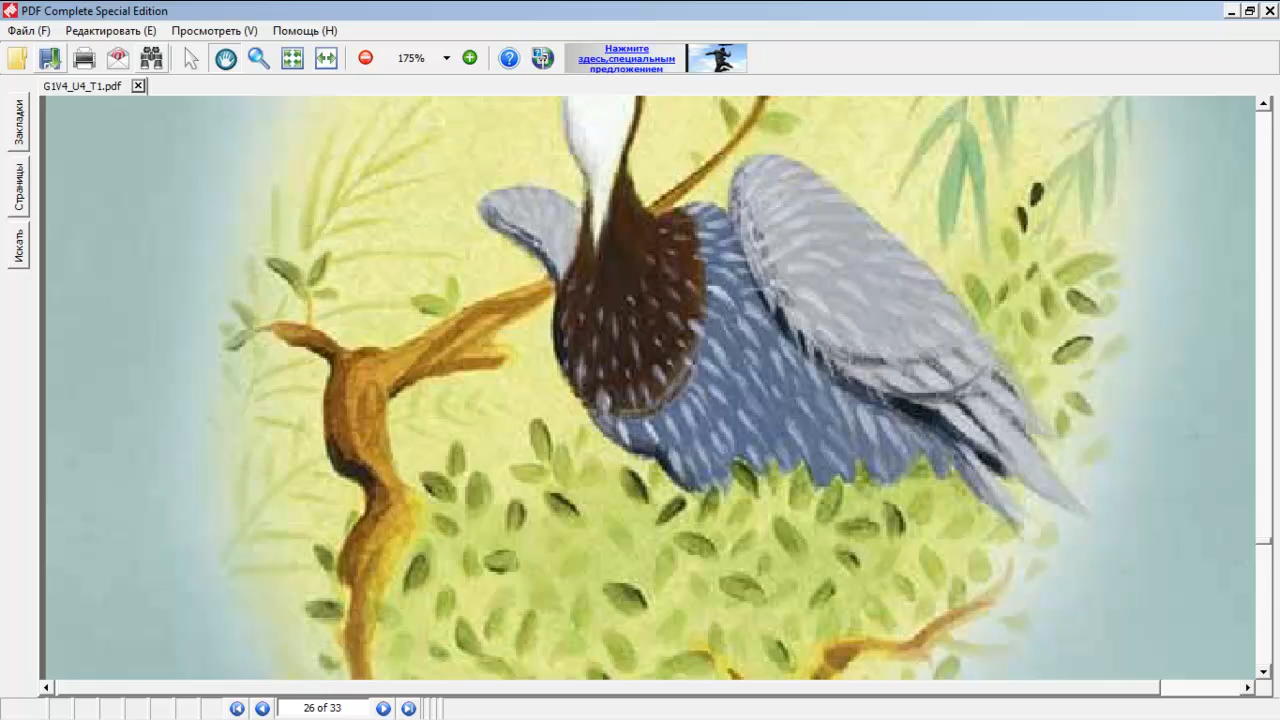 PDF Complete Special Edition
Файл (F) Редактировать (E) Просмотреть (V) Помощь (H)
175%
Нажмите
здесь,специальным
предложением
G1V4_U4_T1.pdf
Закладки
Страницы
Искать
26 of 33